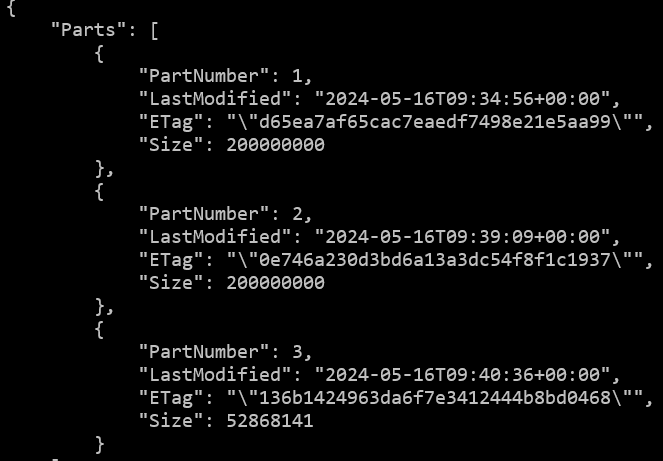 {
    "Parts": [
        {
            "PartNumber": 1,
            "LastModified": "2024-05-16T09:34:56+00:00",
            "ETag": "\"d65ea7af65cac7eaedf7498e21e5aa99\"",
            "Size": 200000000
        },
        {
            "PartNumber": 2,
            "LastModified": "2024-05-16T09:39:09+00:00",
            "ETag": "\"0e746a230d3bd6a13a3dc54f8f1c1937\"",
            "Size": 200000000
        },
        {
            "PartNumber": 3,
            "LastModified": "2024-05-16T09:40:36+00:00",
            "ETag": "\"136b1424963da6f7e3412444b8bd0468\"",
            "Size": 52868141
        }